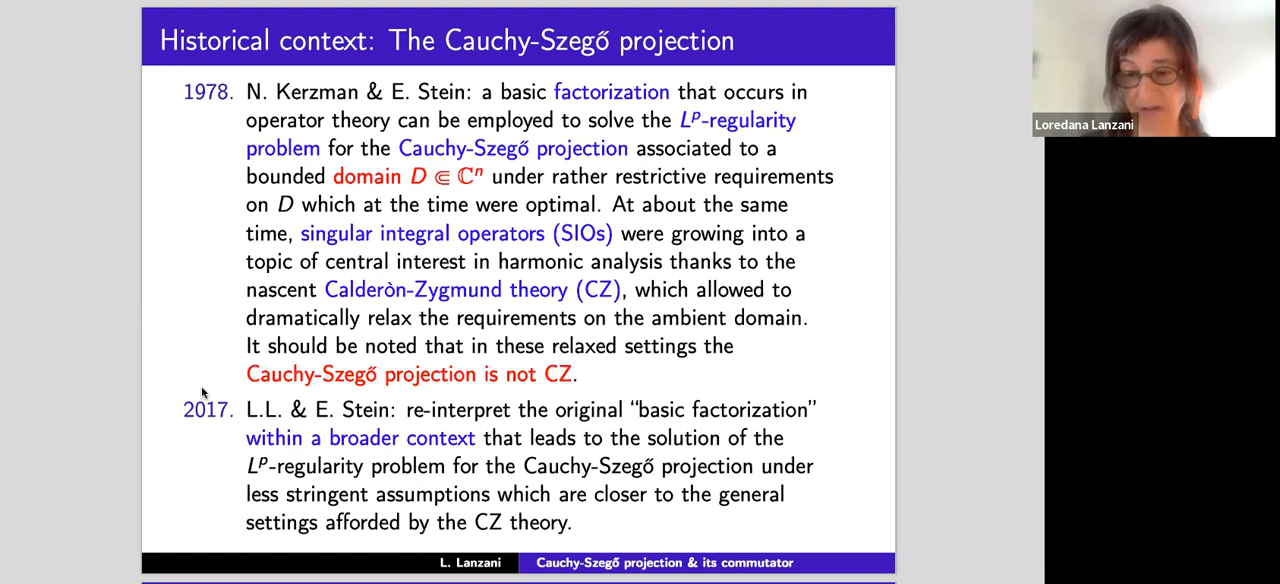 Historical context: The Cauchy-Szegő projection
1978. N. Kerzman & E. Stein: a basic factorization that occurs in
operator theory can be employed to solve the Lᵖ-regularity
problem for the Cauchy-Szegő projection associated to a
bounded domain D ⋐ ℂⁿ under rather restrictive requirements
on D which at the time were optimal. At about the same
time, singular integral operators (SIOs) were growing into a
topic of central interest in harmonic analysis thanks to the
nascent Calderòn-Zygmund theory (CZ), which allowed to
dramatically relax the requirements on the ambient domain.
It should be noted that in these relaxed settings the
Cauchy-Szegő projection is not CZ.
2017. L.L. & E. Stein: re-interpret the original “basic factorization”
within a broader context that leads to the solution of the
Lᵖ-regularity problem for the Cauchy-Szegő projection under
less stringent assumptions which are closer to the general
settings afforded by the CZ theory.
L. Lanzani Cauchy-Szegő projection & its commutator
Loredana Lanzani